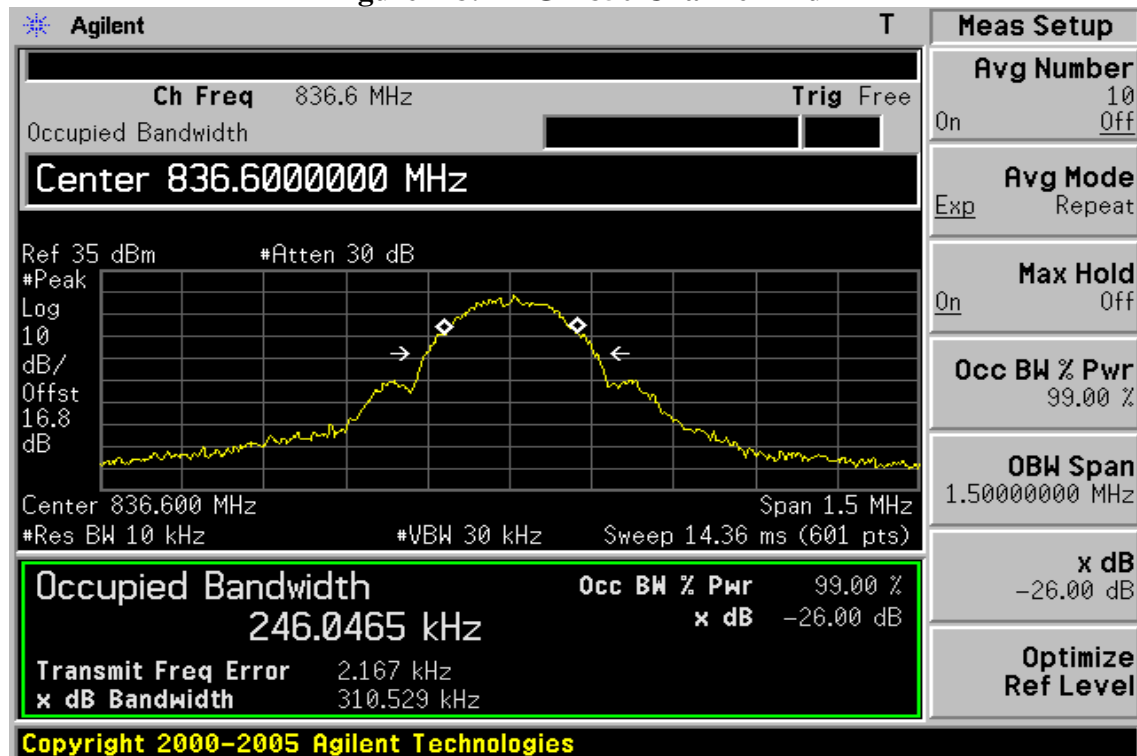 Agilent T
Meas Setup
Ch Freq 836.6 MHz Trig Free
Occupied Bandwidth
Center 836.6000000 MHz
Ref 35 dBm #Atten 30 dB
#Peak
Log
10
dB/
Offst
16.8
dB
Center 836.600 MHz Span 1.5 MHz
#Res BW 10 kHz #VBW 30 kHz Sweep 14.36 ms (601 pts)
Occupied Bandwidth Occ BW % Pwr 99.00 %
246.0465 kHz x dB -26.00 dB
Transmit Freq Error 2.167 kHz
x dB Bandwidth 310.529 kHz
Avg Number
10
On Off
Avg Mode
Exp Repeat
Max Hold
On Off
Occ BW % Pwr
99.00 %
OBW Span
1.50000000 MHz
x dB
-26.00 dB
Optimize
Ref Level
Copyright 2000-2005 Agilent Technologies